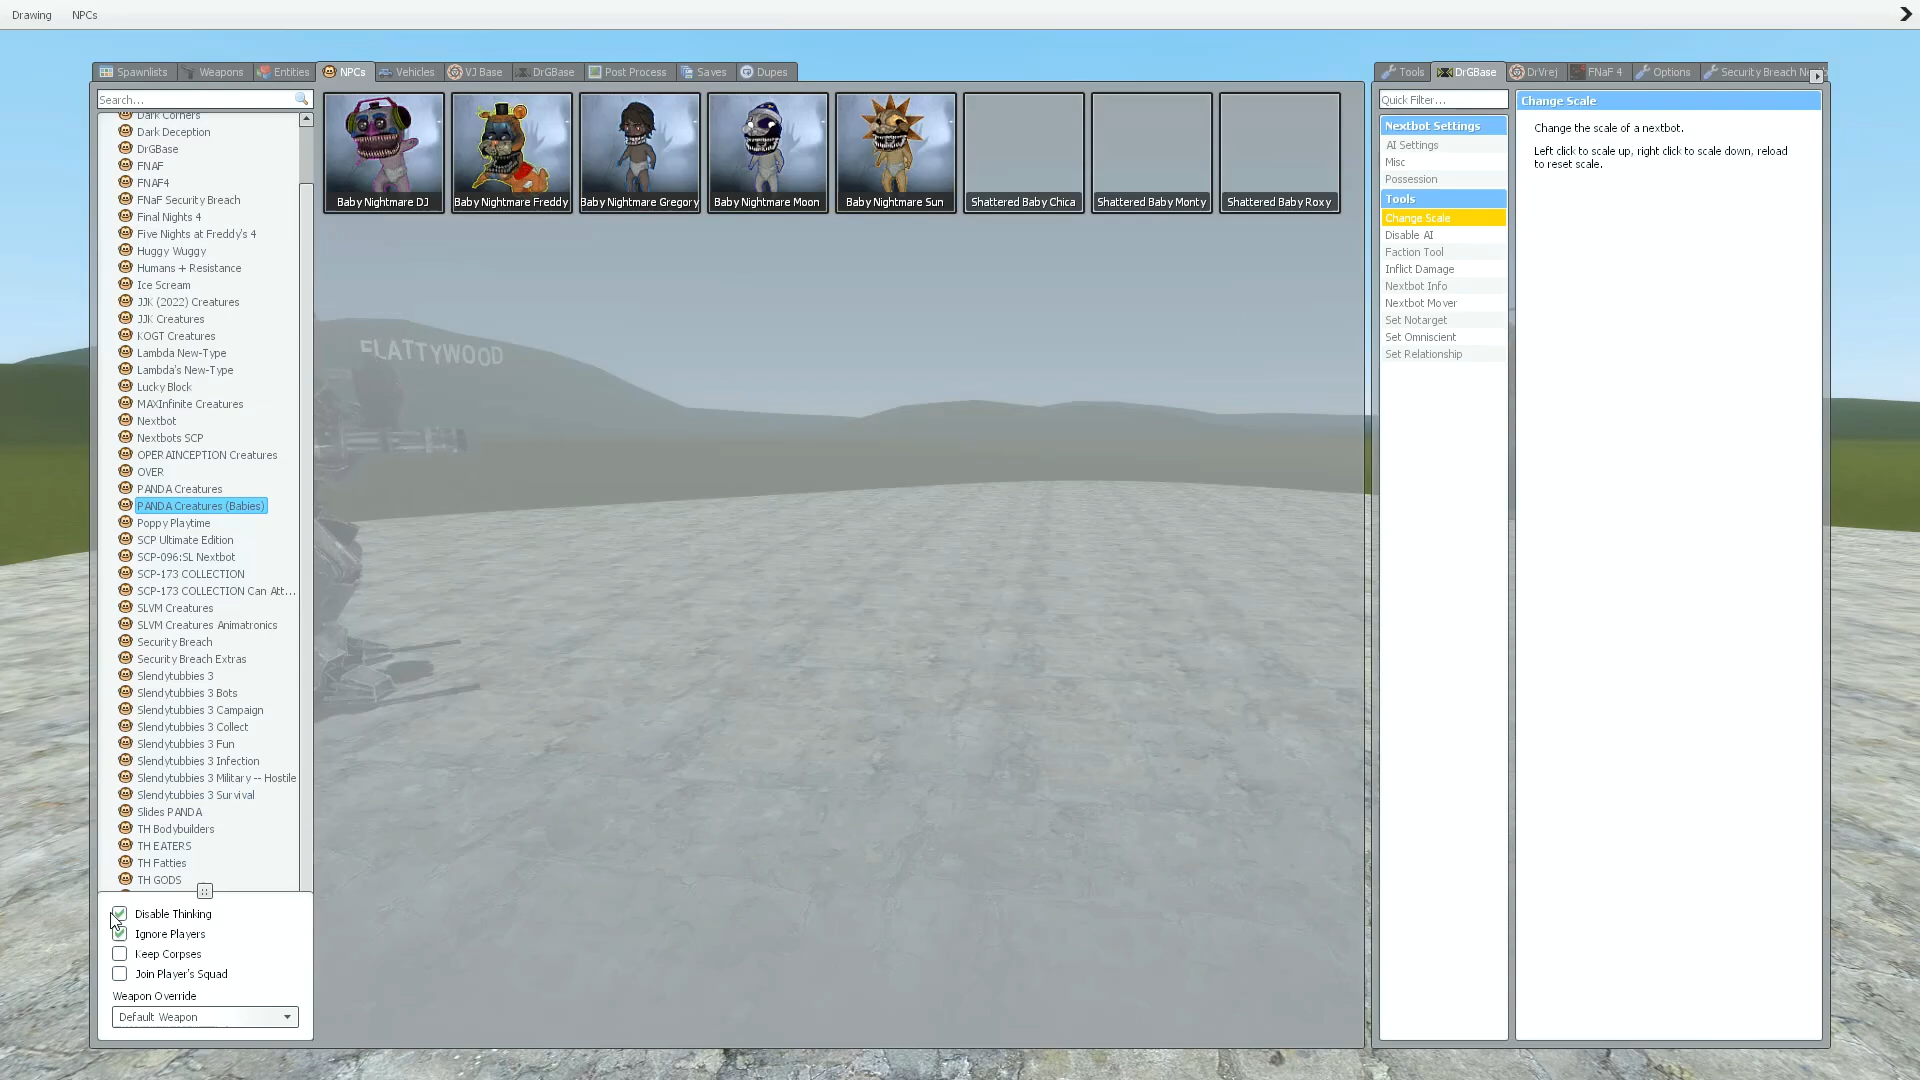 Drawing NPCs
Spawnlists Weapons Entities NPCs Vehicles VJ Base DrGBase Post Process Saves Dupes
Search...
Dark Corners
Dark Deception
DrGBase
FNAF
FNAF4
FNaF Security Breach
Final Nights 4
Five Nights at Freddy's 4
Huggy Wuggy
Humans + Resistance
Ice Scream
JJK (2022) Creatures
JJK Creatures
KOGT Creatures
Lambda New-Type
Lambda's New-Type
Lucky Block
MAXInfinite Creatures
Nextbot
Nextbots SCP
OPERAINCEPTION Creatures
OVER
PANDA Creatures
PANDA Creatures (Babies)
Poppy Playtime
SCP Ultimate Edition
SCP-096:SL Nextbot
SCP-173 COLLECTION
SCP-173 COLLECTION Can Att...
SLVM Creatures
SLVM Creatures Animatronics
Security Breach
Security Breach Extras
Slendytubbies 3
Slendytubbies 3 Bots
Slendytubbies 3 Campaign
Slendytubbies 3 Collect
Slendytubbies 3 Fun
Slendytubbies 3 Infection
Slendytubbies 3 Military -- Hostile
Slendytubbies 3 Survival
Slides PANDA
TH Bodybuilders
TH EATERS
TH Fatties
TH GODS
Disable Thinking
Ignore Players
Keep Corpses
Join Player's Squad
Weapon Override
Default Weapon
Baby Nightmare DJ
Baby Nightmare Freddy
Baby Nightmare Gregory
Baby Nightmare Moon
Baby Nightmare Sun
Shattered Baby Chica
Shattered Baby Monty
Shattered Baby Roxy
FLATTYWOOD
Tools DrGBase DrVrej FNaF 4 Options Security Breach
Quick Filter...
Nextbot Settings
AI Settings
Misc
Possession
Tools
Change Scale
Disable AI
Faction Tool
Inflict Damage
Nextbot Info
Nextbot Mover
Set Notarget
Set Omniscient
Set Relationship
Change Scale
Change the scale of a nextbot.
Left click to scale up, right click to scale down, reload
to reset scale.